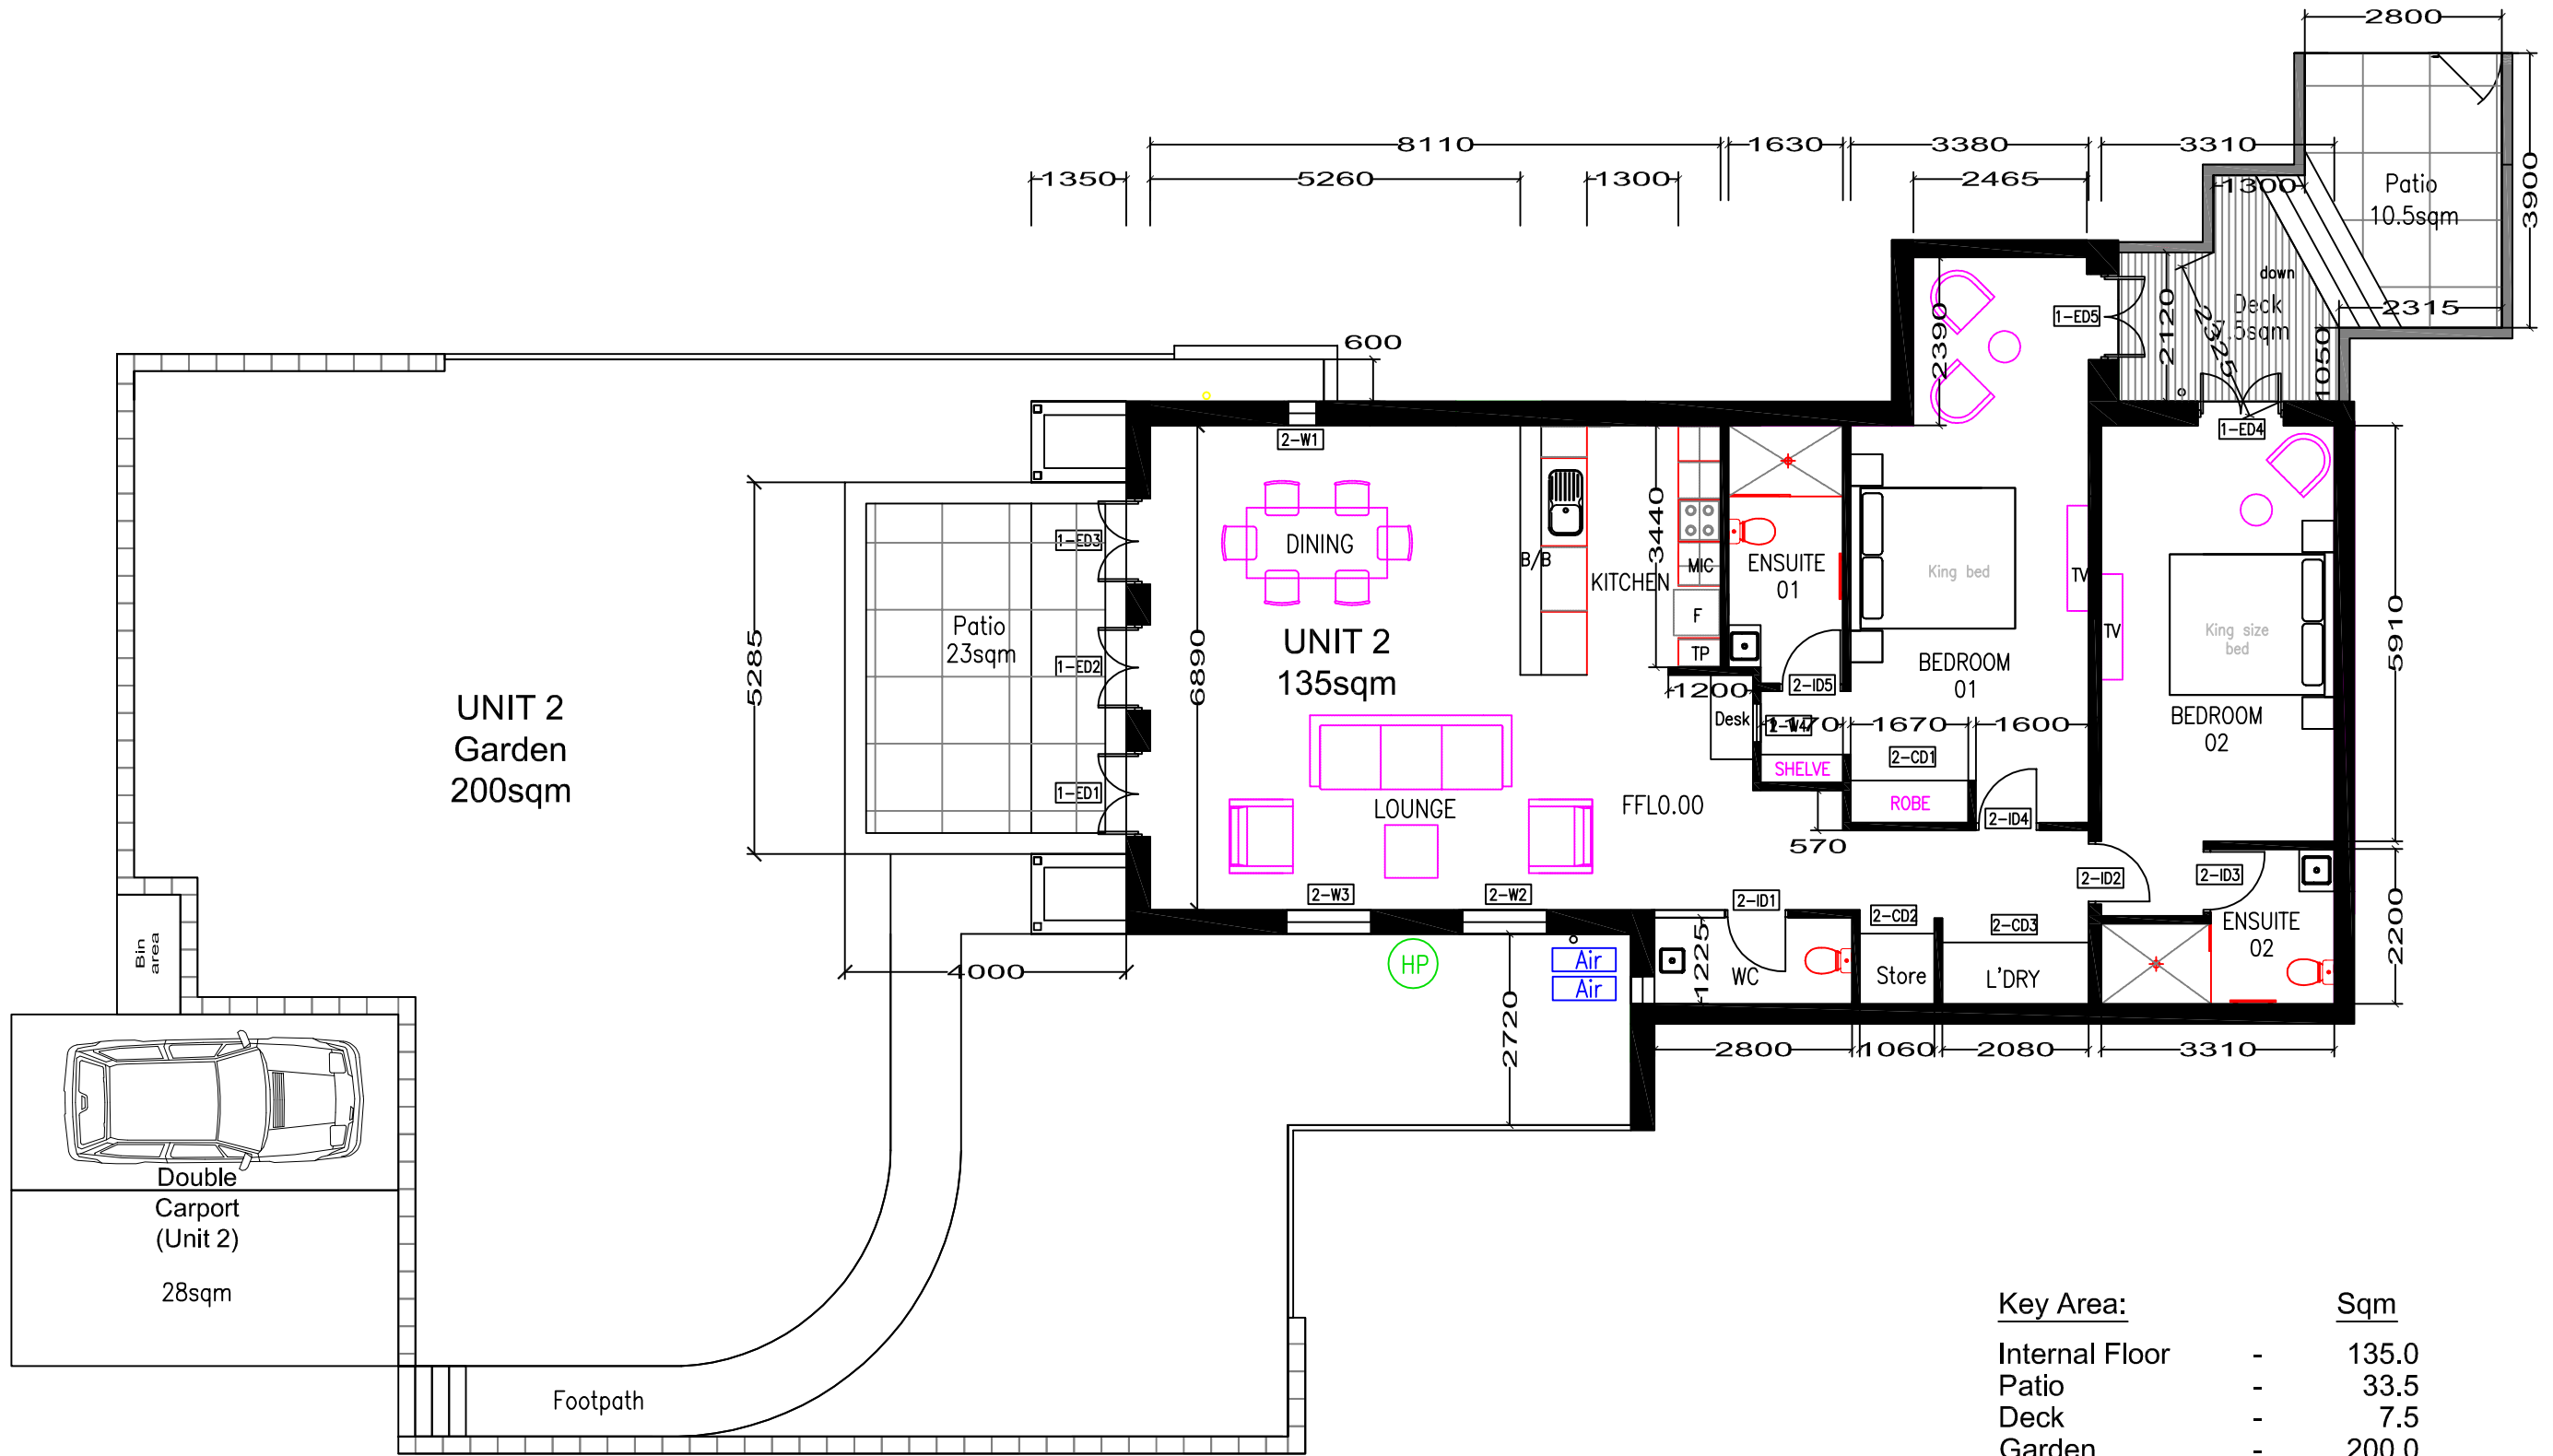 2800
8110
1630
3380
3310
1350
5260
1300
2465
1300
Patio
10.5sqm
3900
down
Deck
2315
1-ED5
2120
2325
1050
2390
600
1-ED4
2-W1
5285
1-ED3
DINING
B/B
KITCHEN
3440
MIC
F
TP
ENSUITE
01
King bed
TV
TV
King size
bed
5910
Patio
23sqm
1-ED2
6890
UNIT 2
135sqm
BEDROOM
01
1200
2-ID5
Desk
2-W4
1670
1600
BEDROOM
02
UNIT 2
Garden
200sqm
2-CD1
SHELVE
1-ED1
LOUNGE
FFL0.00
ROBE
2-ID4
570
2-W3
2-W2
2-ID1
2-CD2
2-CD3
2-ID2
2-ID3
ENSUITE
02
2200
Bin
area
4000
HP
Air
Air
1225
WC
Store
L'DRY
2720
2800
1060
2080
3310
Double
Carport
(Unit 2)
28sqm
Footpath
Key Area:
Sqm
Internal Floor - 135.0
Patio - 33.5
Deck - 7.5
Garden - 200.0